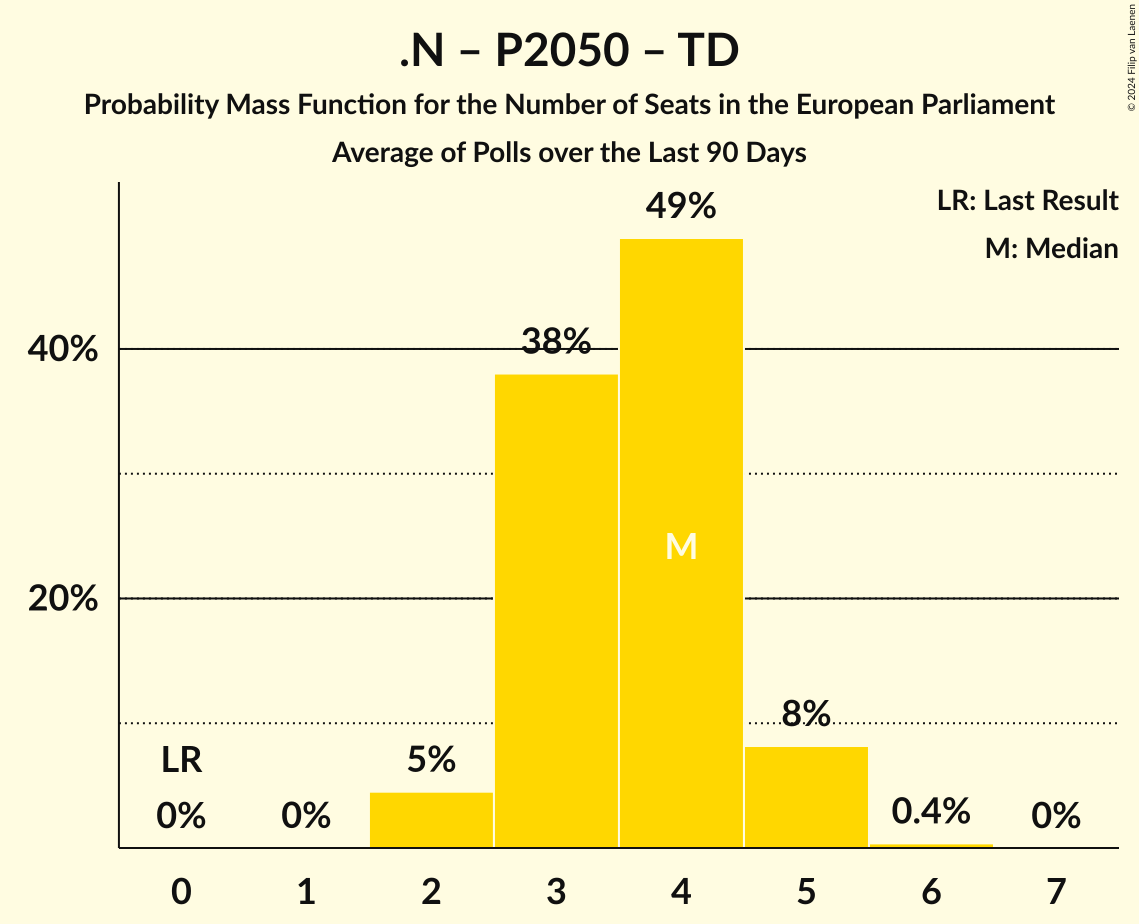 .N – P2050 – TD
Probability Mass Function for the Number of Seats in the European Parliament
Average of Polls over the Last 90 Days
© 2024 Filip van Laenen
LR: Last Result
M: Median
49%
40%
38%
M
20%
8%
LR
5%
0%
0%
0.4%
0%
0 1 2 3 4 5 6 7